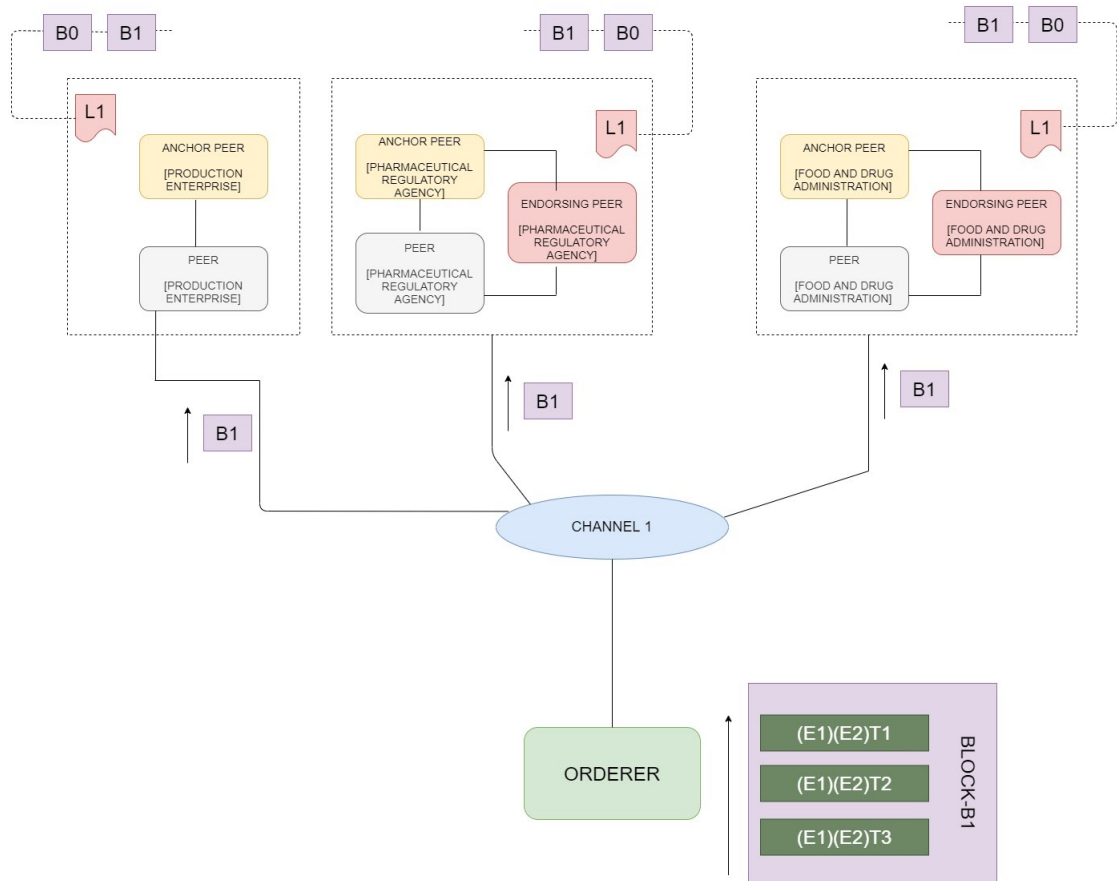 B0
B1
B1
B0
B1
B0
L1
L1
L1
ANCHOR PEER
[PRODUCTION
ENTERPRISE]
PEER
[PRODUCTION
ENTERPRISE]
ANCHOR PEER
[PHARMACEUTICAL
REGULATORY
AGENCY]
ENDORSING PEER
[PHARMACEUTICAL
REGULATORY
AGENCY]
PEER
[PHARMACEUTICAL
REGULATORY
AGENCY]
ANCHOR PEER
[FOOD AND DRUG
ADMINISTRATION]
ENDORSING PEER
[FOOD AND DRUG
ADMINISTRATION]
PEER
[FOOD AND DRUG
ADMINISTRATION]
B1
B1
B1
CHANNEL 1
ORDERER
(E1)(E2)T1
(E1)(E2)T2
(E1)(E2)T3
BLOCK-B1